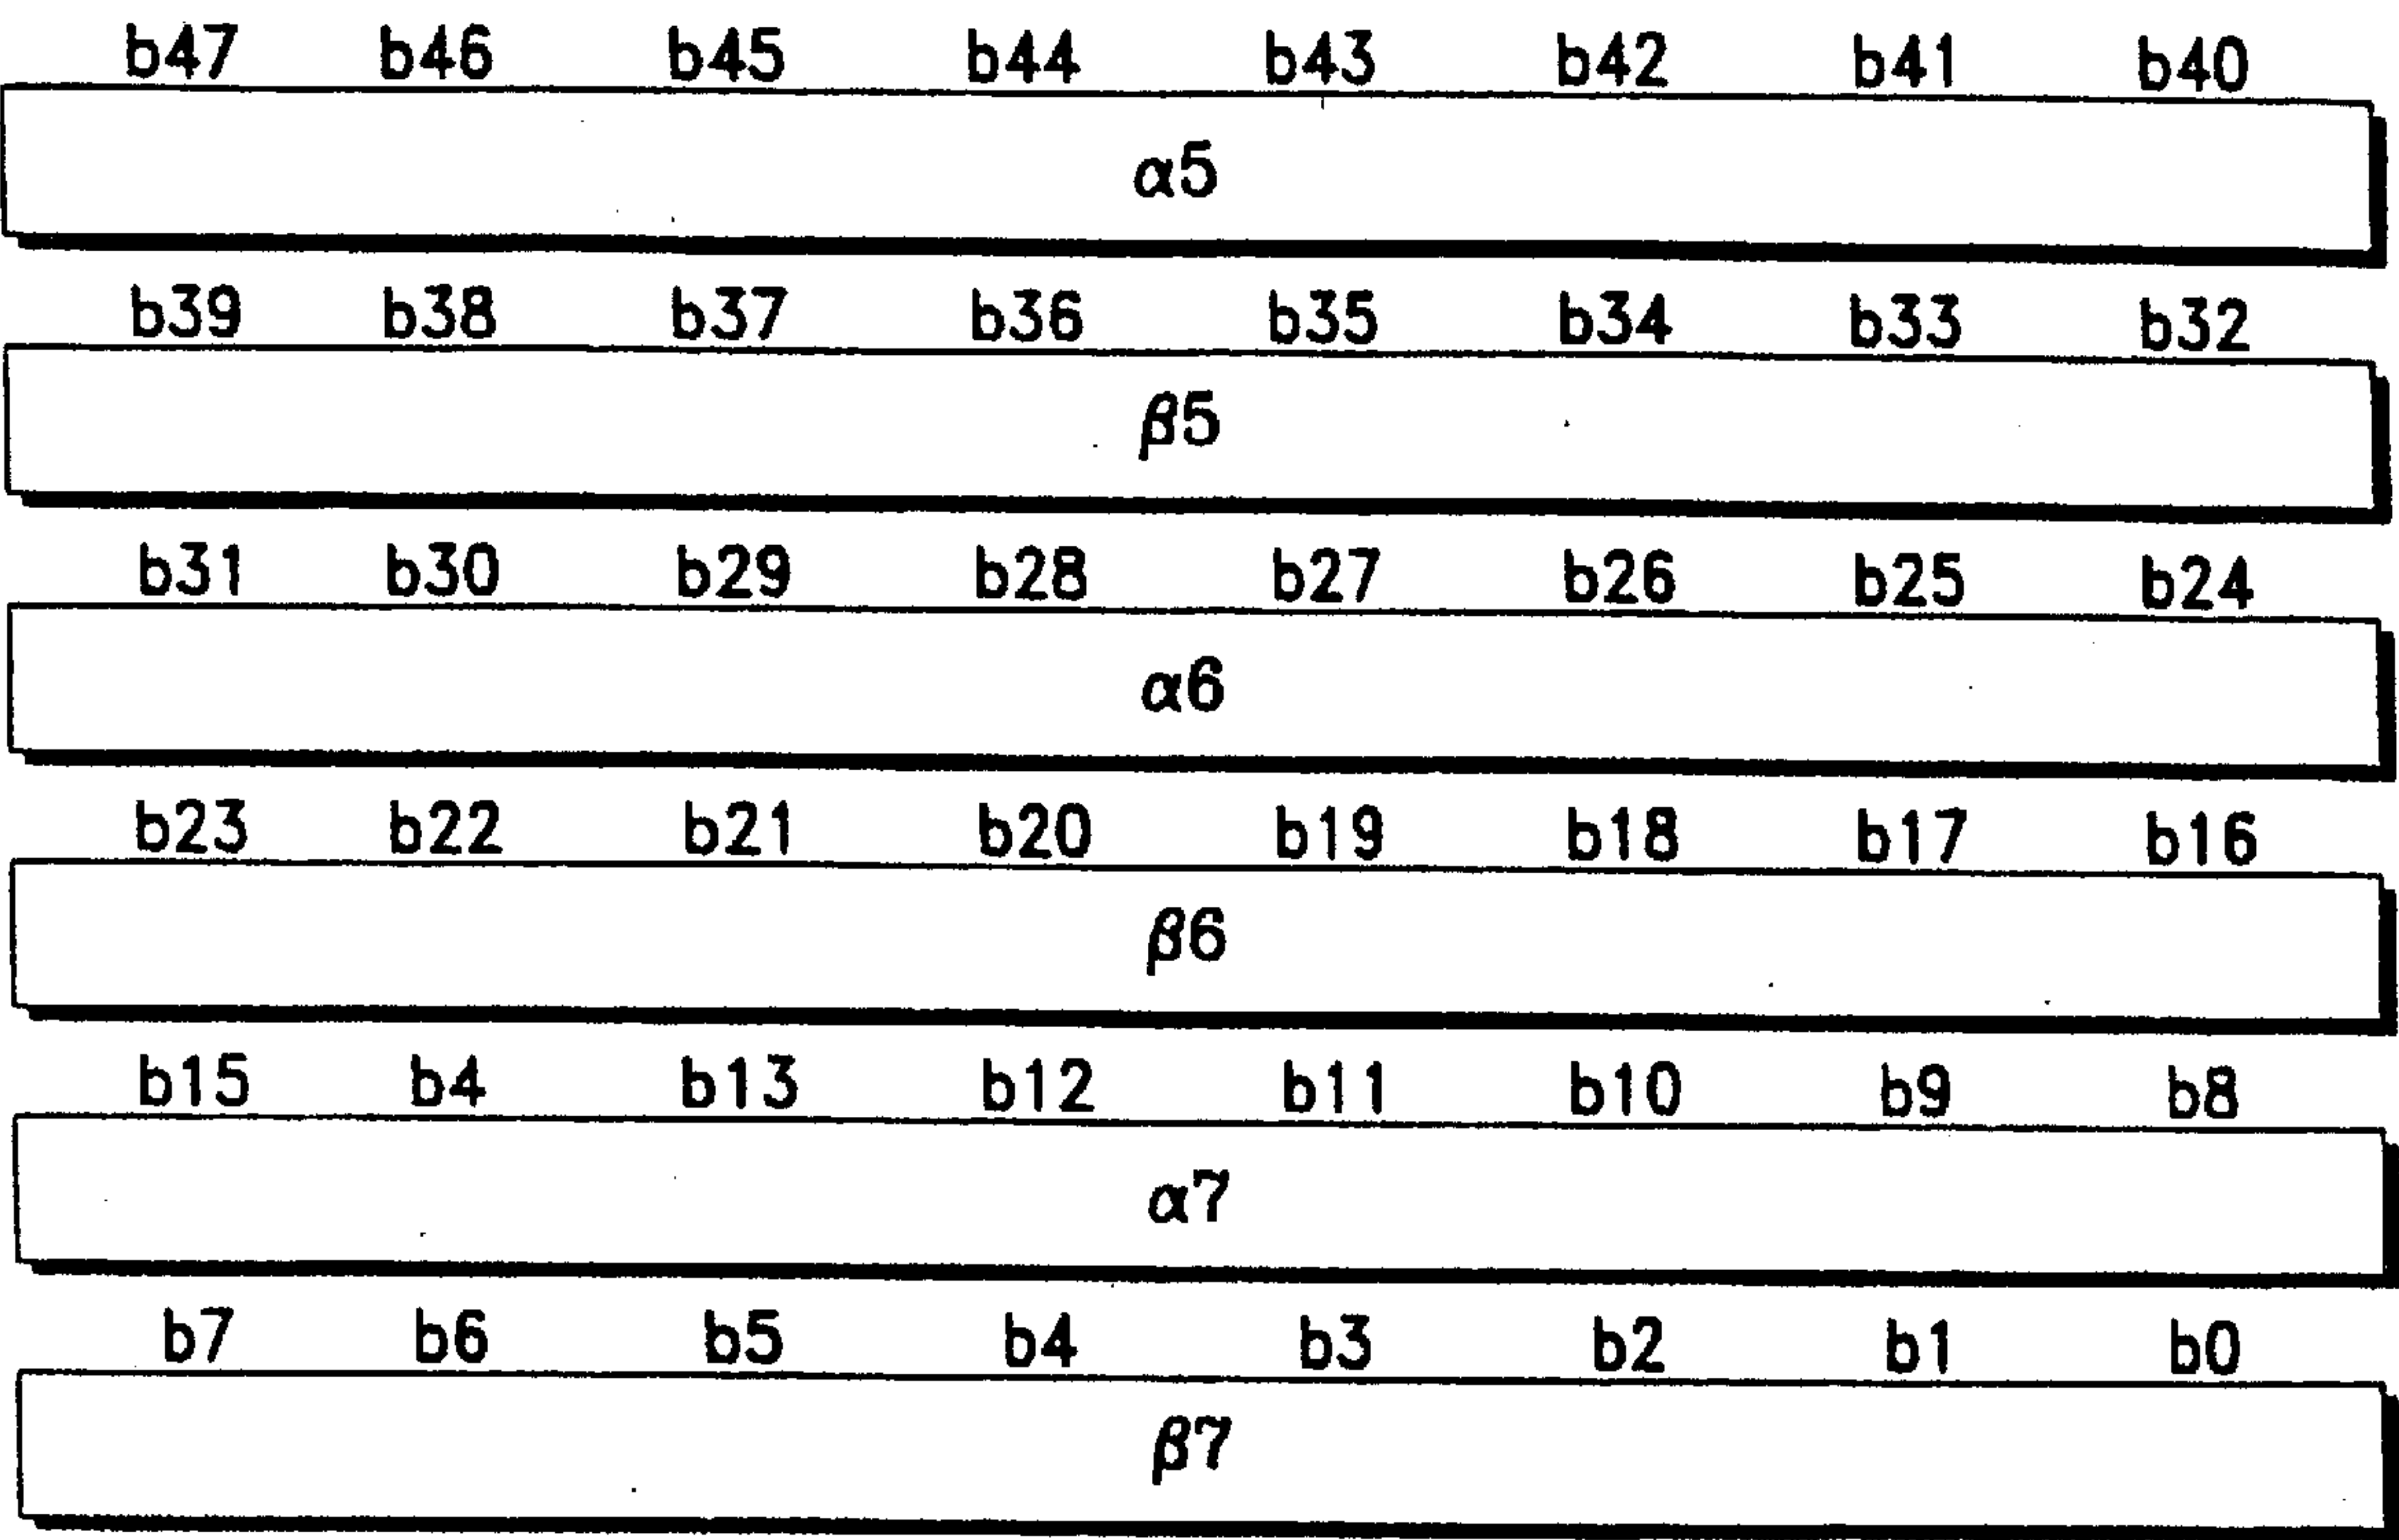 b47 b46 b45 b44 b43 b42 b41 b40
α5
b39 b38 b37 b36 b35 b34 b33 b32
β5
b31 b30 b29 b28 b27 b26 b25 b24
α6
b23 b22 b21 b20 b19 b18 b17 b16
β6
b15 b4 b13 b12 b11 b10 b9 b8
α7
b7 b6 b5 b4 b3 b2 b1 b0
β7